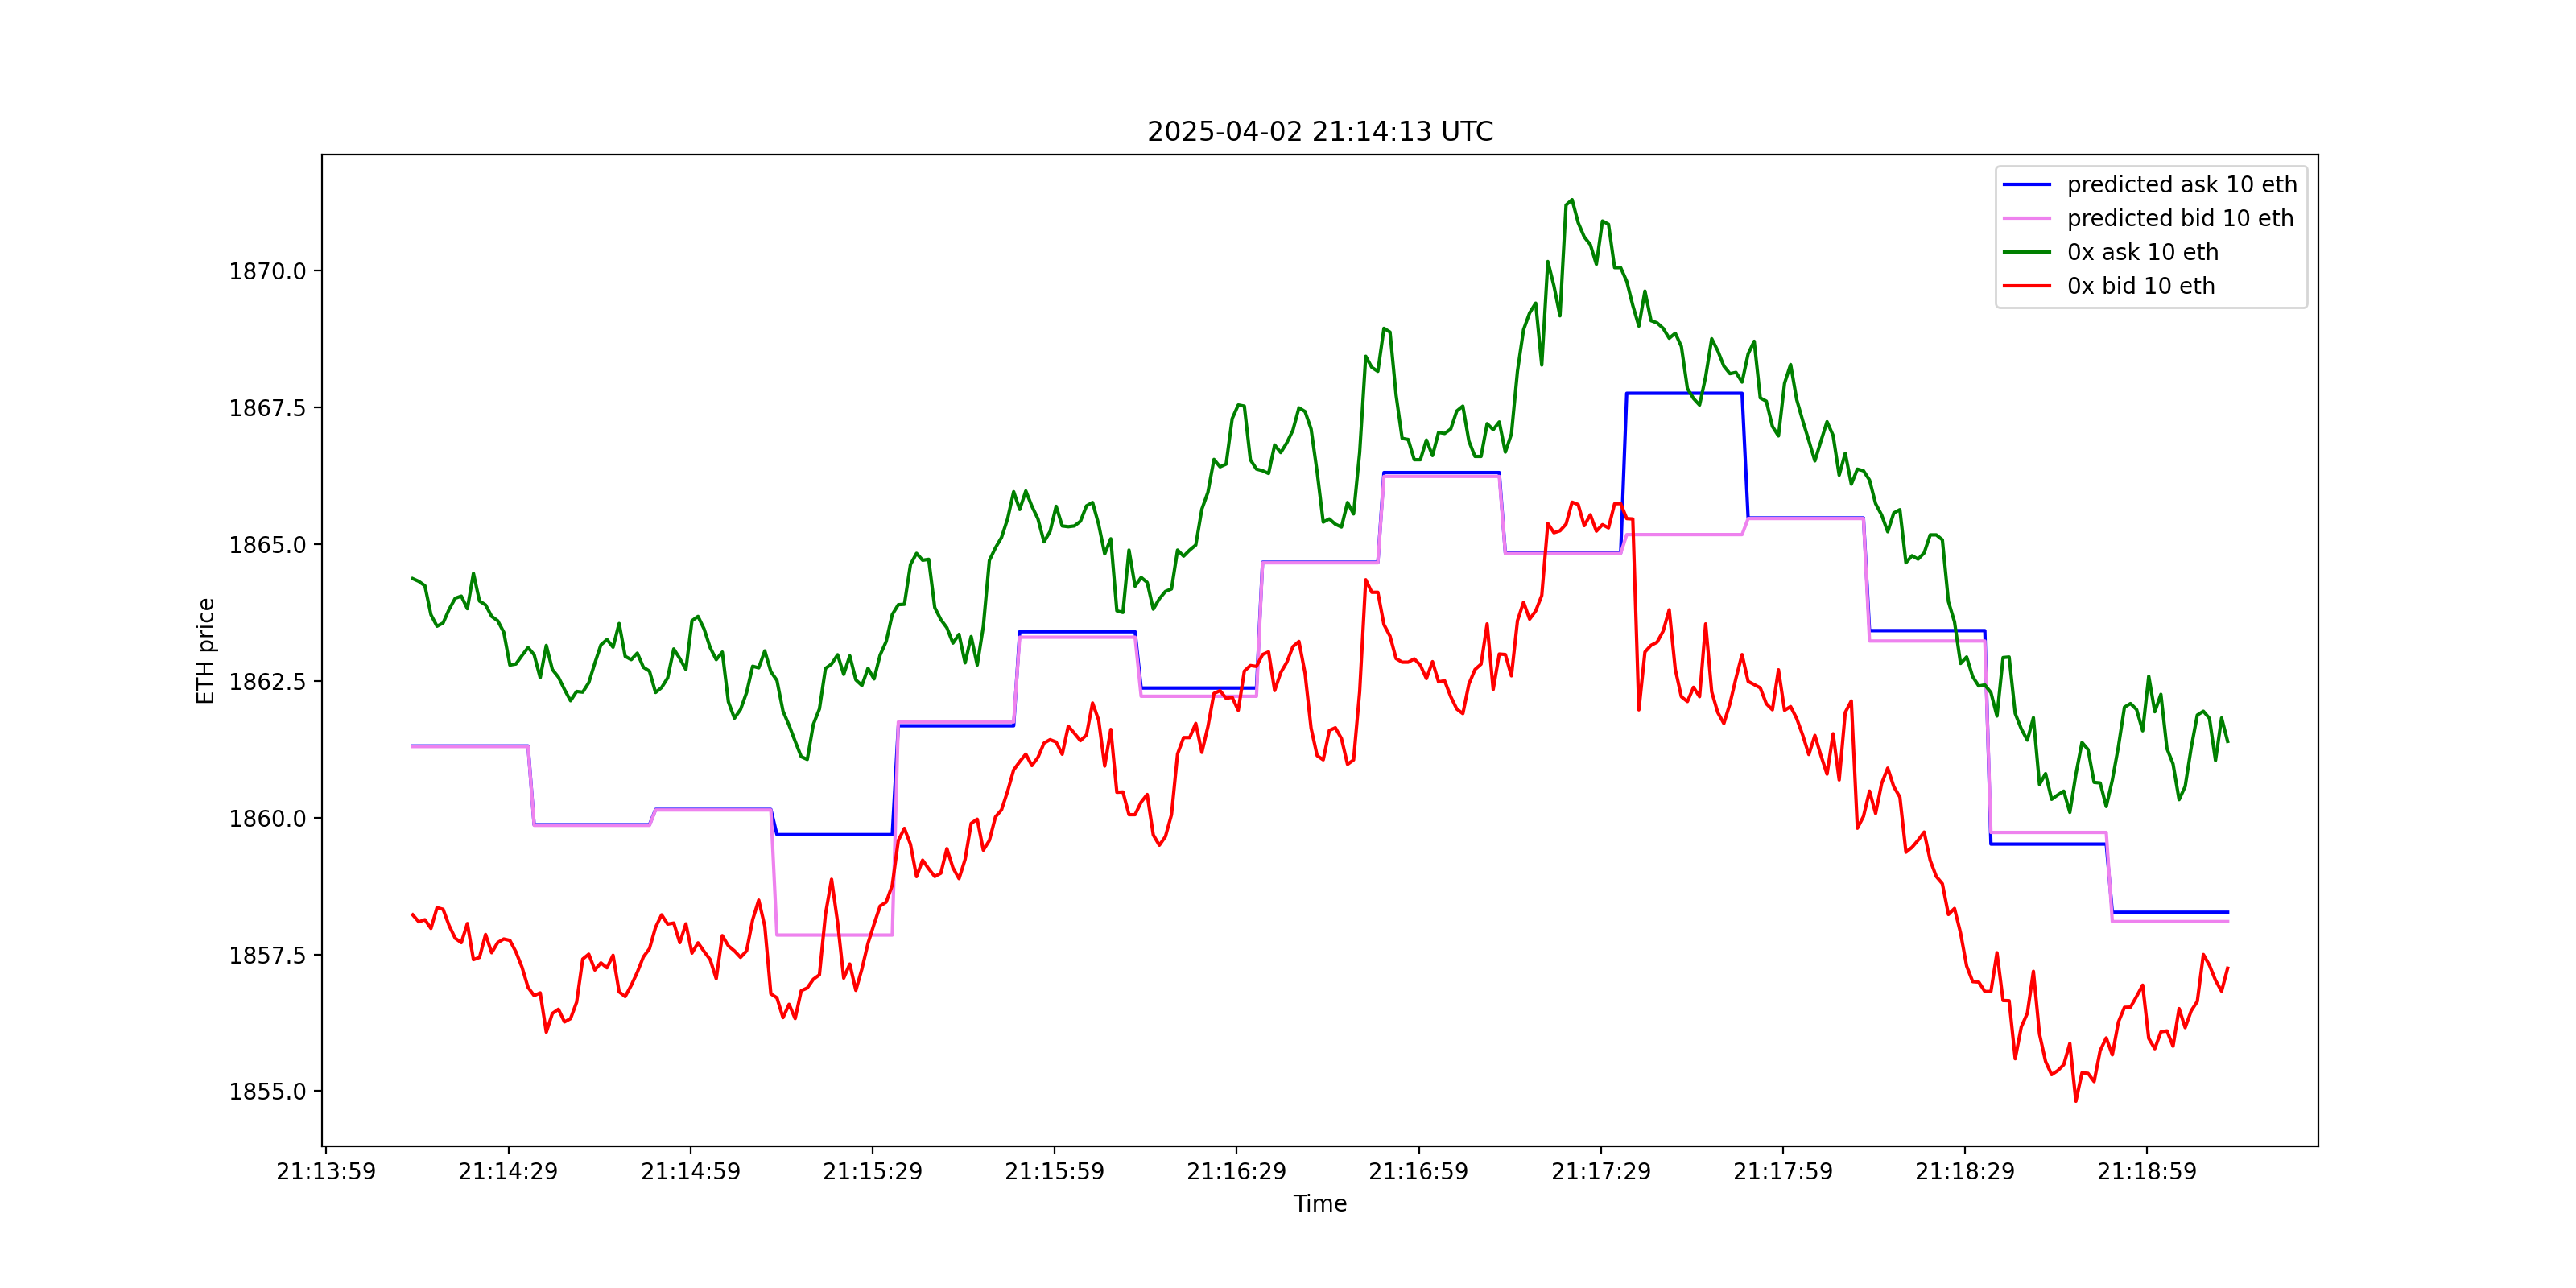 2025-04-02 21:14:13 UTC
predicted ask 10 eth
predicted bid 10 eth
0x ask 10 eth
0x bid 10 eth
ETH price
1870.0
1867.5
1865.0
1862.5
1860.0
1857.5
1855.0
21:13:59 21:14:29 21:14:59 21:15:29 21:15:59 21:16:29 21:16:59 21:17:29 21:17:59 21:18:29 21:18:59
Time